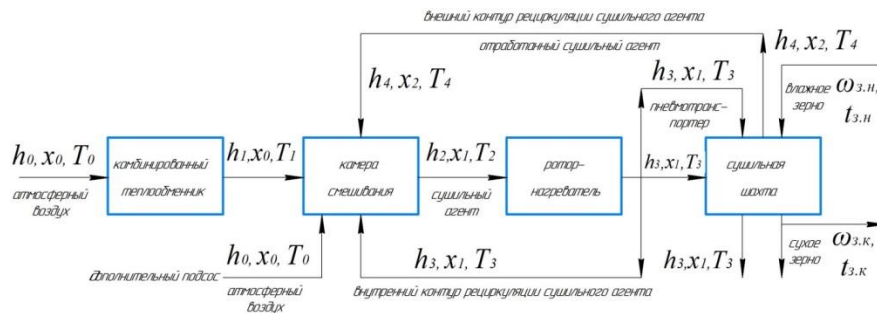 внешний контур рециркуляции сушильного агента
отработанный сушильный агент
h4, x2, T4
h4, x2, T4
h3, x1, T3
влажное зерно
ωз.н,
tз.н
пневмотранс-
портер
h0, x0, T0
атмосферный
воздух
комбинированный
теплообменник
h1,x0,T1
камера
смешивания
h2,x1,T2
сушильный
агент
ротор-
нагреватель
h3,x1,T3
сушильная
шахта
дополнительный подсос
h0, x0, T0
атмосферный
воздух
h3, x1, T3
внутренний контур рециркуляции сушильного агента
h3,x1,T3
сухое
зерно
ωз.к,
tз.к